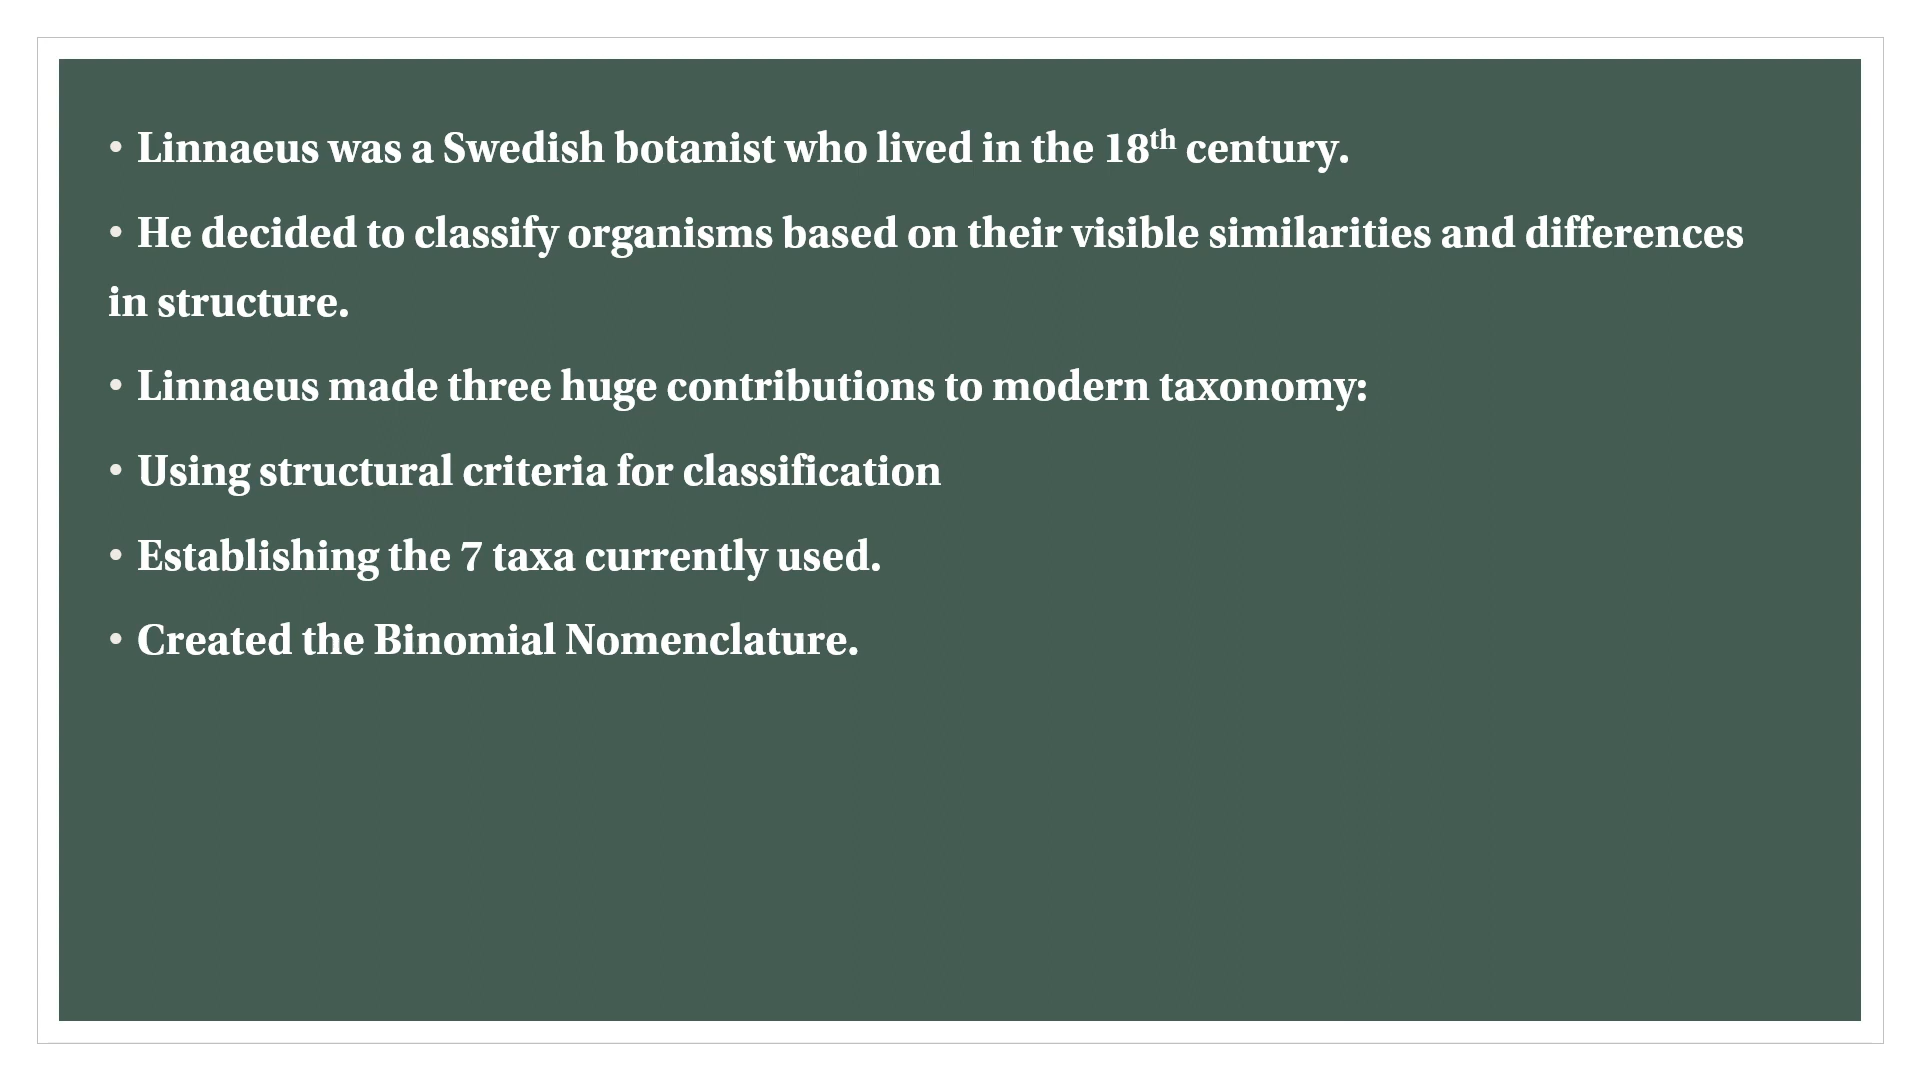 • Linnaeus was a Swedish botanist who lived in the 18th century.
• He decided to classify organisms based on their visible similarities and differences
in structure.
• Linnaeus made three huge contributions to modern taxonomy:
• Using structural criteria for classification
• Establishing the 7 taxa currently used.
• Created the Binomial Nomenclature.